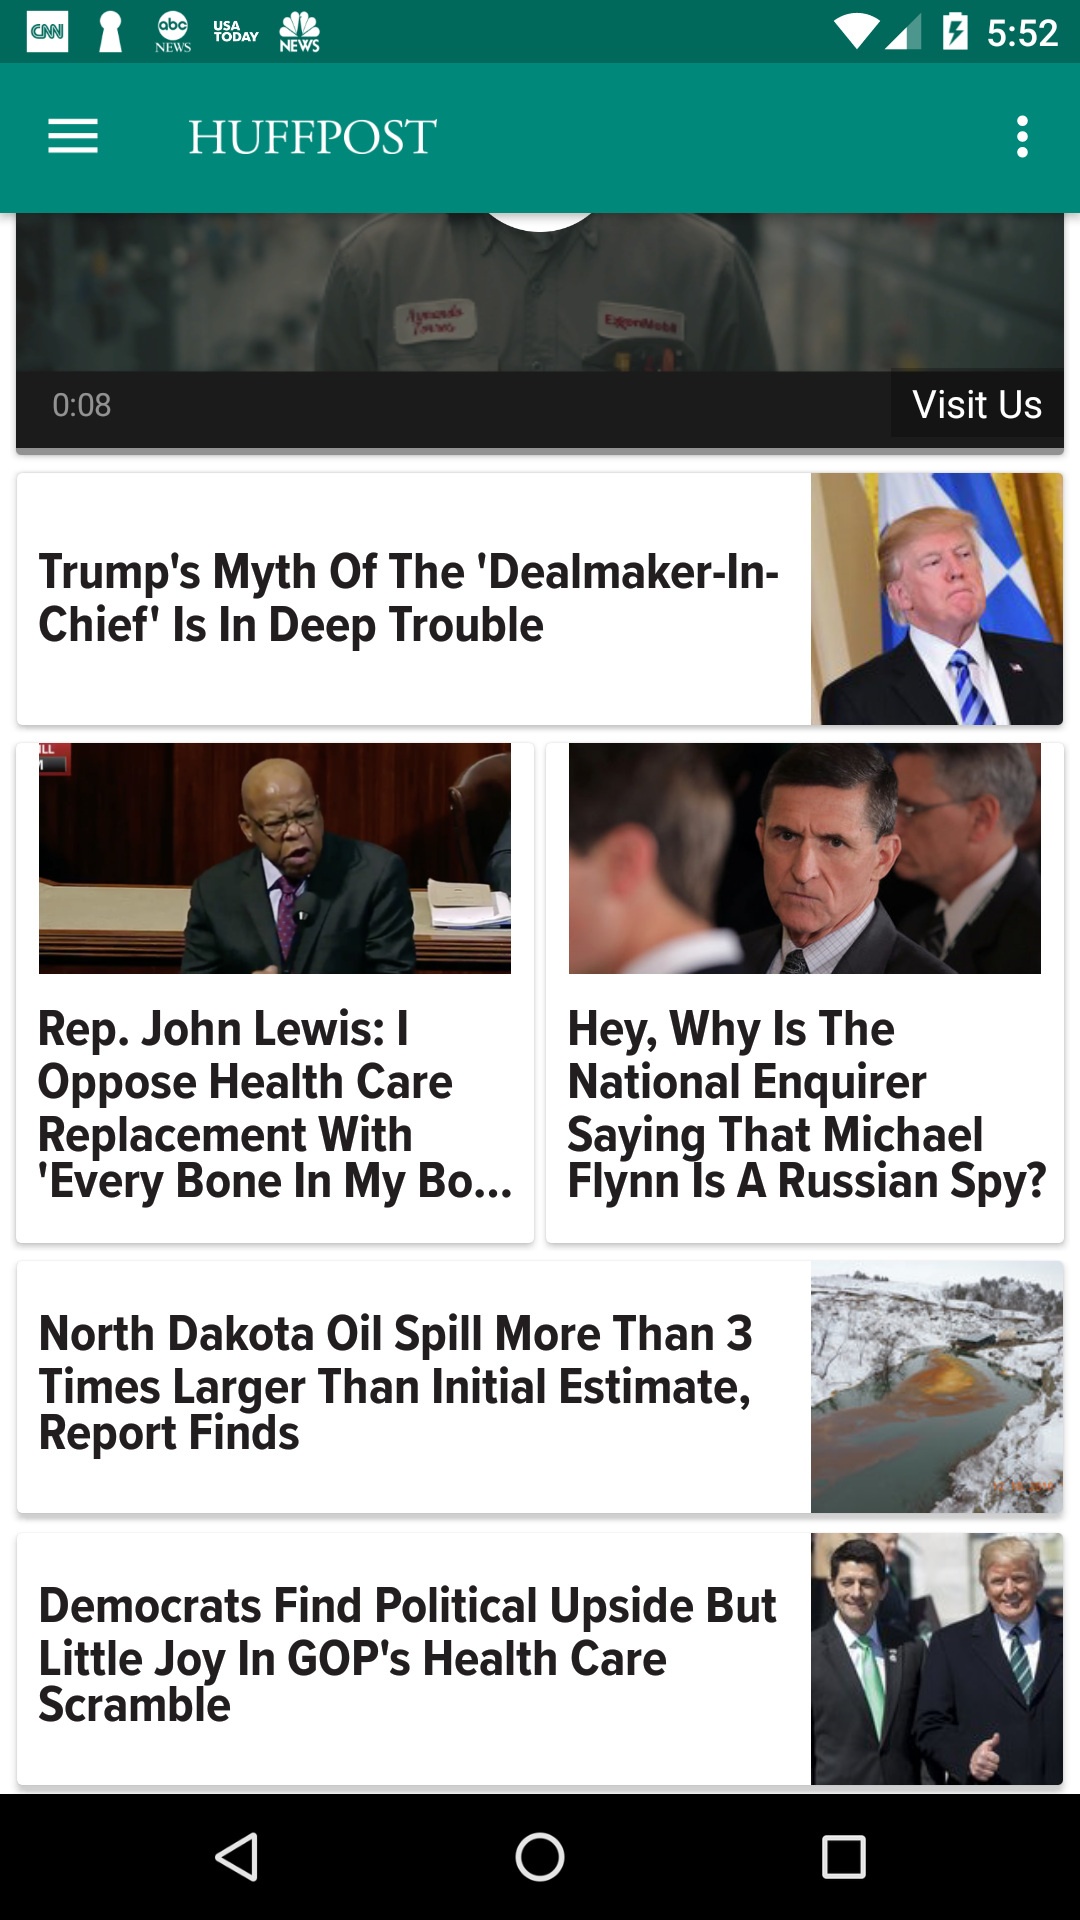 CNN
abc
NEWS
USA
TODAY
NEWS
5:52
HUFFPOST
ExxonMobil
0:08
Visit Us
Trump's Myth Of The 'Dealmaker-In-
Chief' Is In Deep Trouble
Rep. John Lewis: I
Oppose Health Care
Replacement With
'Every Bone In My Bo...
Hey, Why Is The
National Enquirer
Saying That Michael
Flynn Is A Russian Spy?
North Dakota Oil Spill More Than 3
Times Larger Than Initial Estimate,
Report Finds
Democrats Find Political Upside But
Little Joy In GOP's Health Care
Scramble